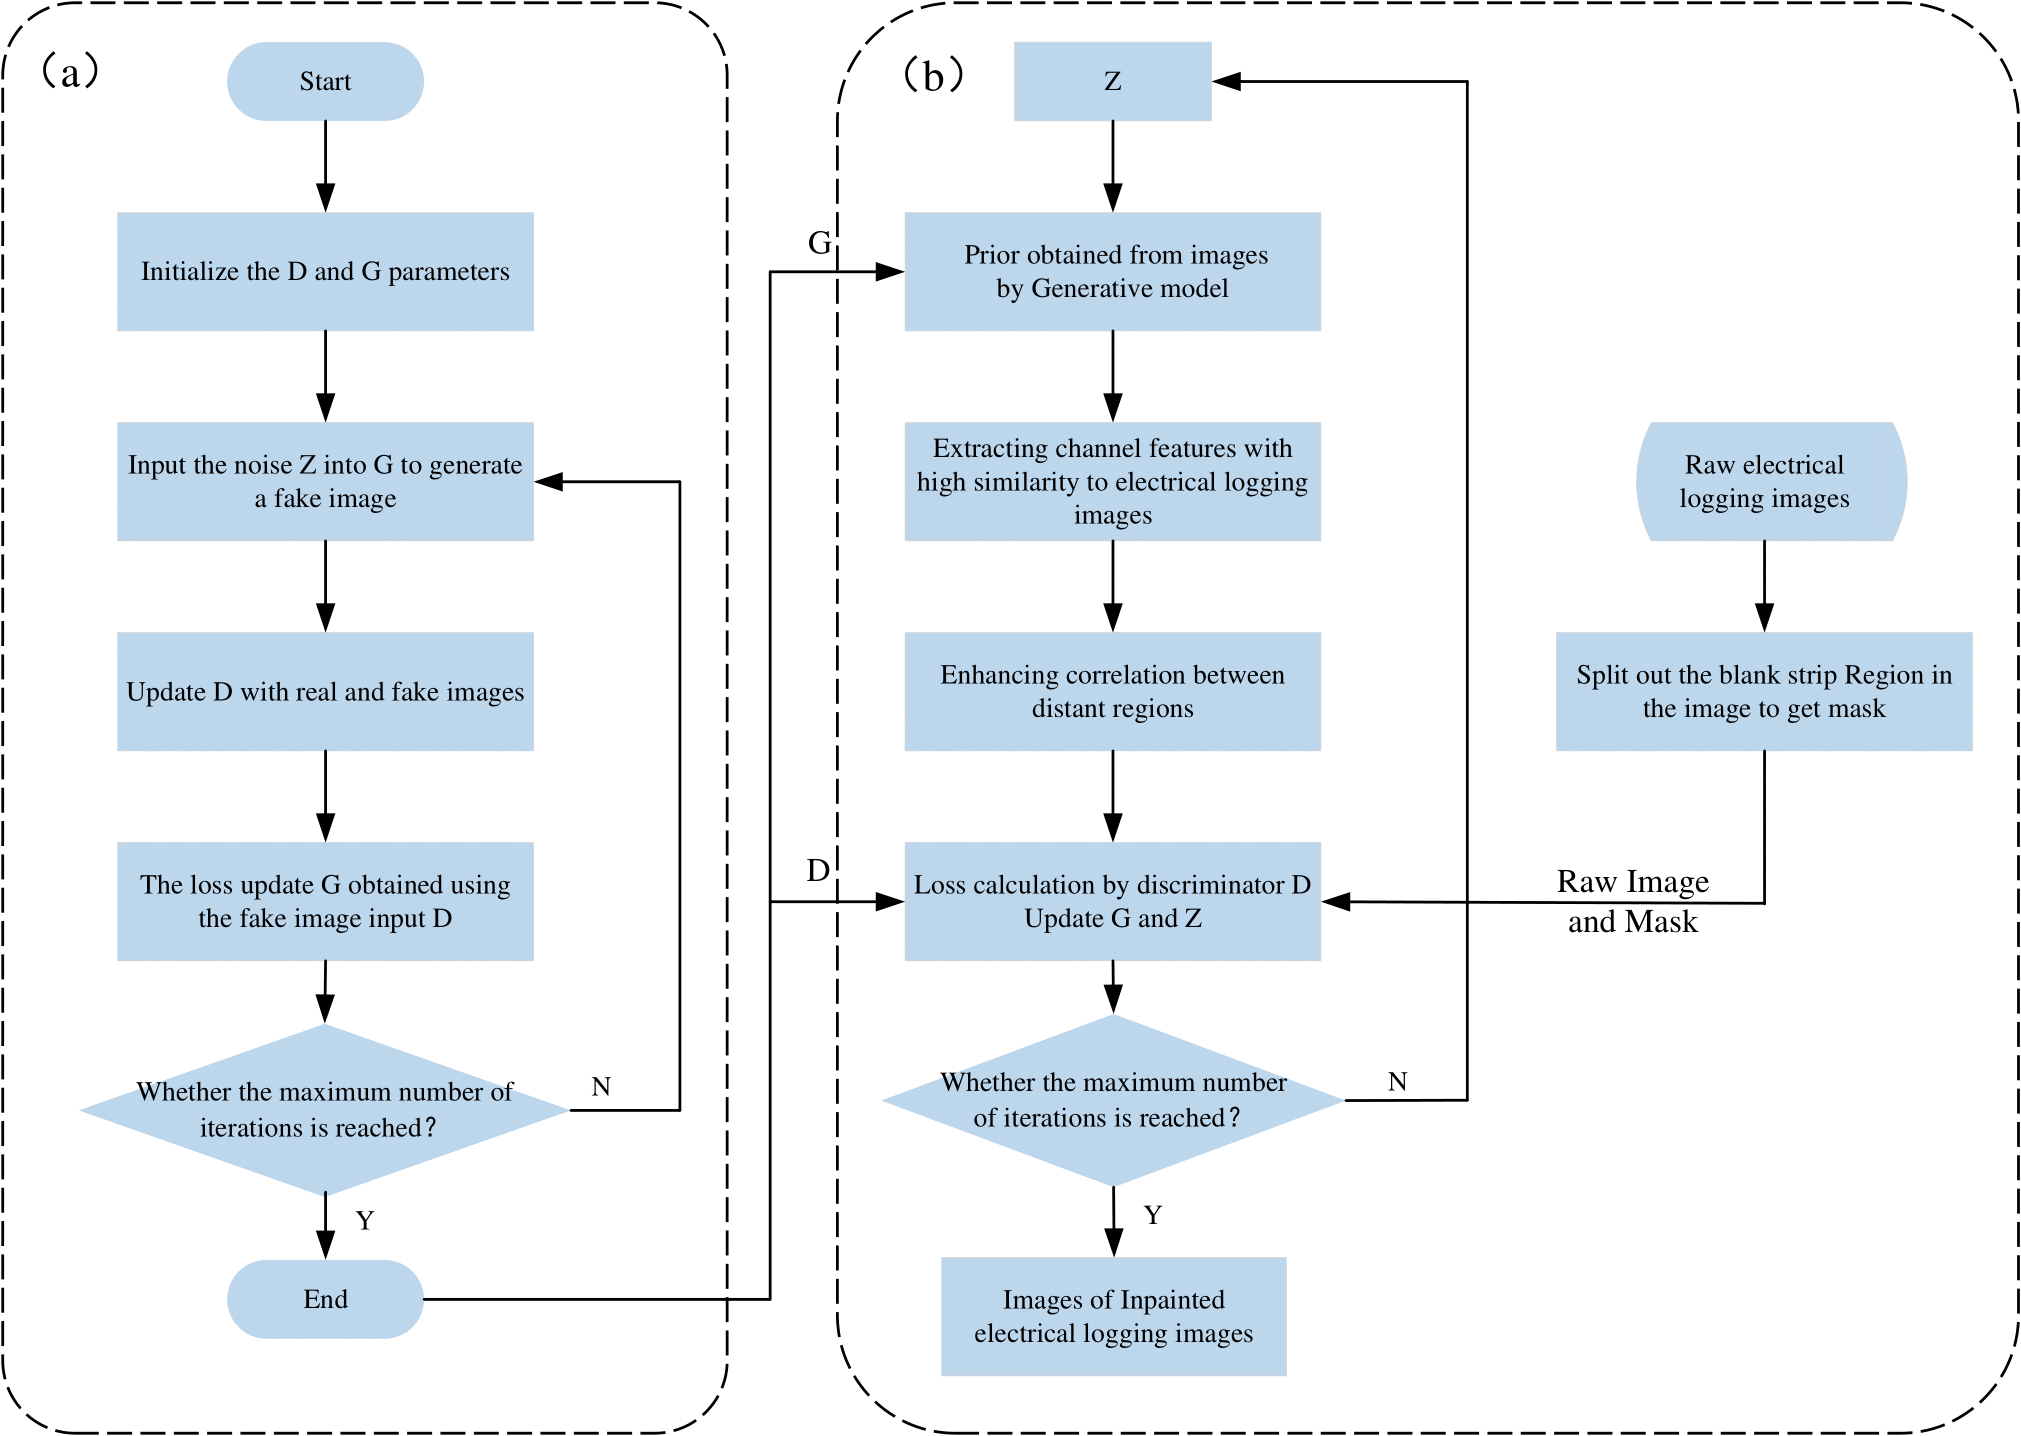 (a)
Start
Initialize the D and G parameters
Input the noise Z into G to generate
a fake image
Update D with real and fake images
The loss update G obtained using
the fake image input D
Whether the maximum number of
iterations is reached?
N
Y
End
G
D
(b)
Z
Prior obtained from images
by Generative model
Extracting channel features with
high similarity to electrical logging
images
Enhancing correlation between
distant regions
Loss calculation by discriminator D
Update G and Z
Whether the maximum number
of iterations is reached?
N
Y
Images of Inpainted
electrical logging images
Raw electrical
logging images
Split out the blank strip Region in
the image to get mask
Raw Image
and Mask